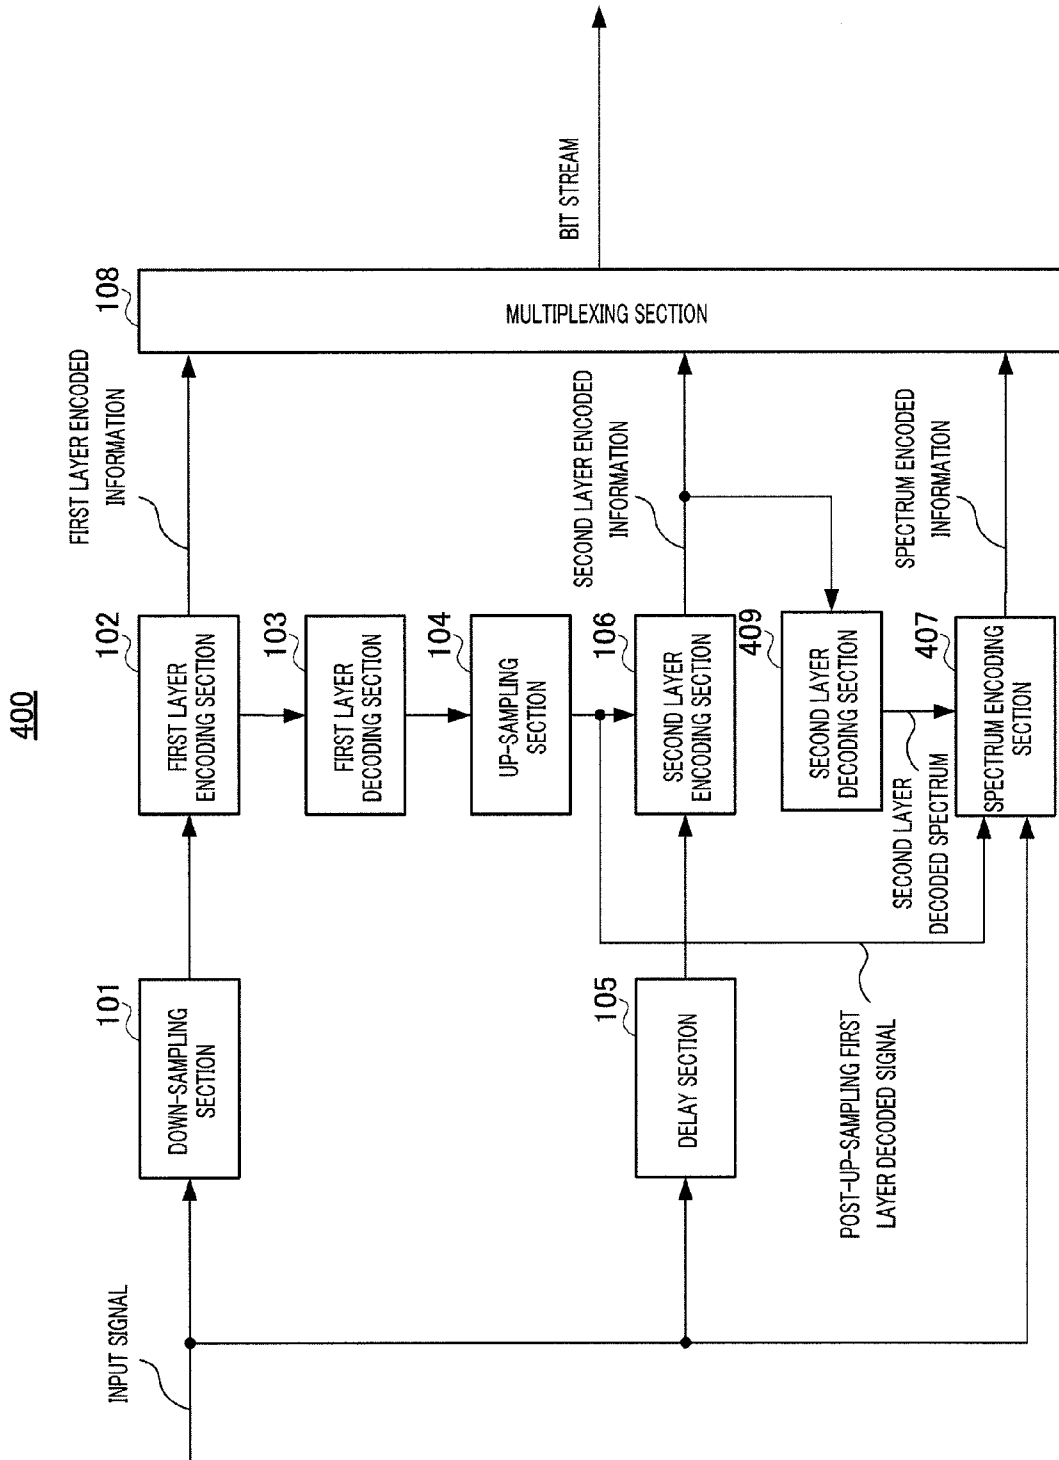 400
INPUT SIGNAL
101
DOWN-SAMPLING
SECTION
102
FIRST LAYER
ENCODING SECTION
FIRST LAYER ENCODED
INFORMATION
108
MULTIPLEXING SECTION
BIT STREAM
103
FIRST LAYER
DECODING SECTION
104
UP-SAMPLING
SECTION
105
DELAY SECTION
106
SECOND LAYER
ENCODING SECTION
SECOND LAYER ENCODED
INFORMATION
409
SECOND LAYER
DECODING SECTION
SECOND LAYER
DECODED SPECTRUM
POST-UP-SAMPLING FIRST
LAYER DECODED SIGNAL
407
SPECTRUM ENCODING
SECTION
SPECTRUM ENCODED
INFORMATION